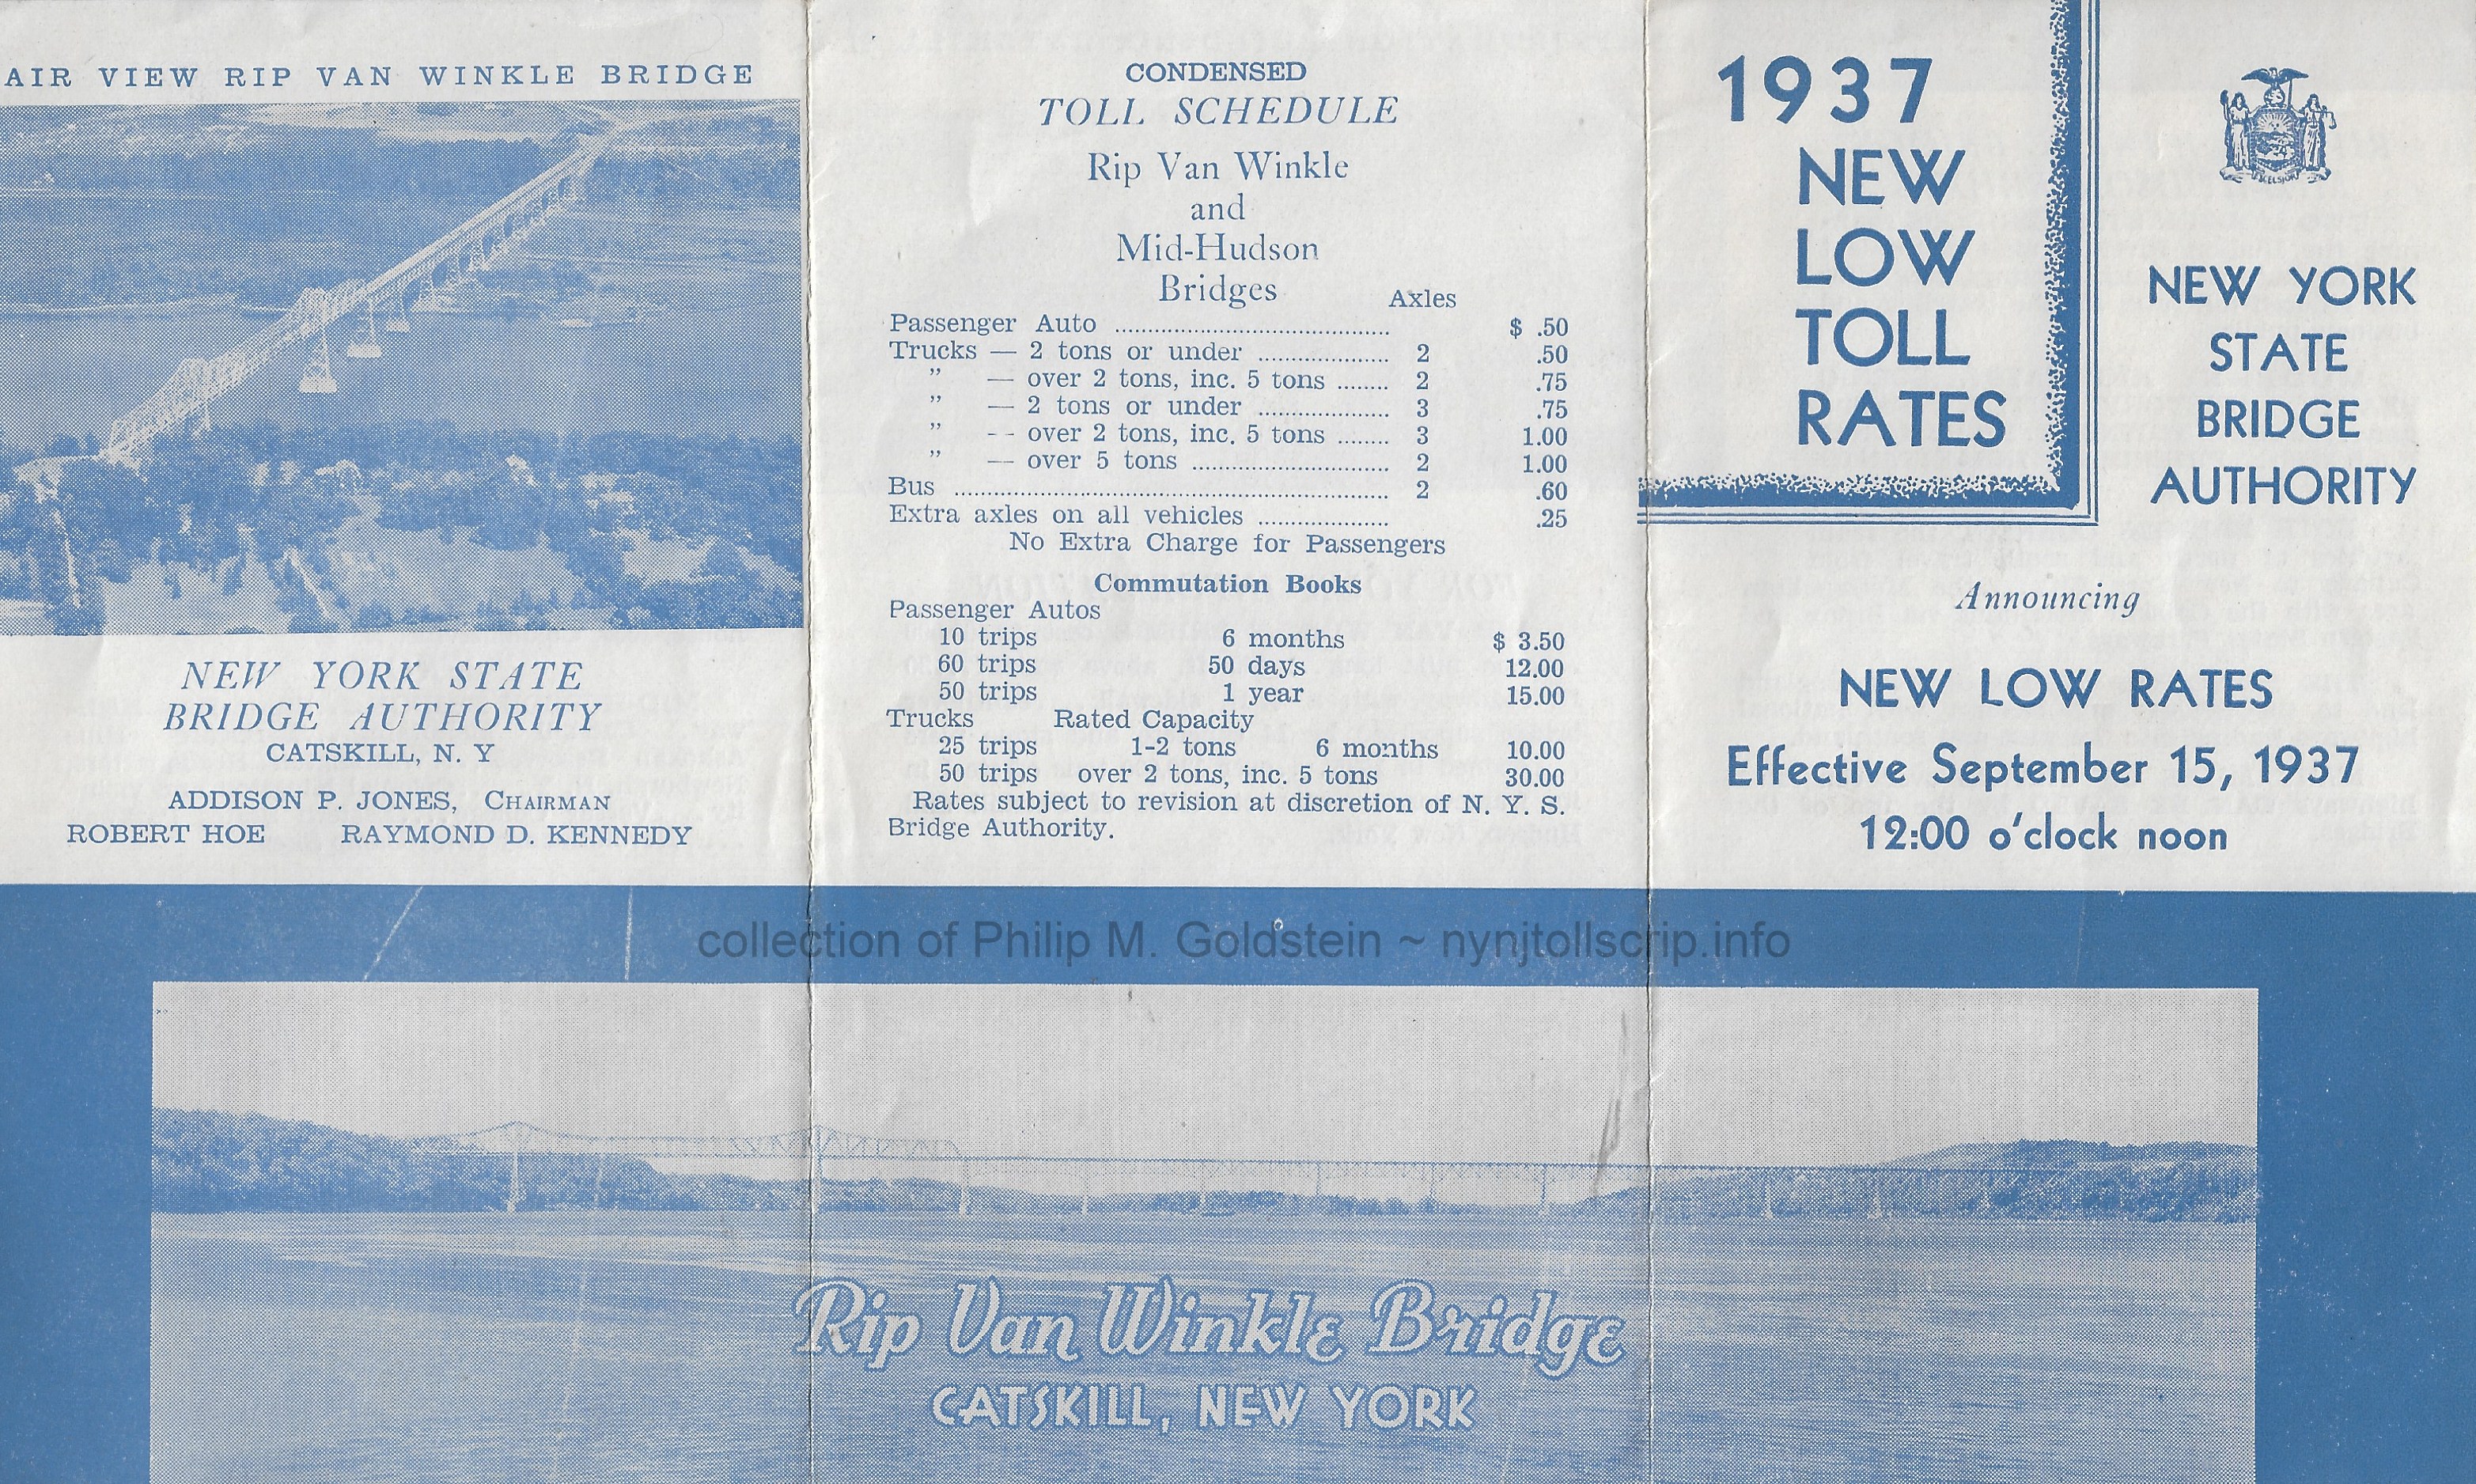 AIR VIEW RIP VAN WINKLE BRIDGE
NEW YORK STATE
BRIDGE AUTHORITY
CATSKILL, N. Y
ADDISON P. JONES, CHAIRMAN
ROBERT HOE RAYMOND D. KENNEDY
CONDENSED
TOLL SCHEDULE
Rip Van Winkle
and
Mid-Hudson
Bridges
Axles
Passenger Auto ........ $ .50
Trucks — 2 tons or under ........ 2 .50
” — over 2 tons, inc. 5 tons ........ 2 .75
” — 2 tons or under ........ 3 .75
” -- over 2 tons, inc. 5 tons ........ 3 1.00
” — over 5 tons ........ 2 1.00
Bus ........ 2 .60
Extra axles on all vehicles ........ .25
No Extra Charge for Passengers
Commutation Books
Passenger Autos
10 trips 6 months $ 3.50
60 trips 50 days 12.00
50 trips 1 year 15.00
Trucks Rated Capacity
25 trips 1-2 tons 6 months 10.00
50 trips over 2 tons, inc. 5 tons 30.00
Rates subject to revision at discretion of N. Y. S.
Bridge Authority.
1937
NEW
LOW
TOLL
RATES
EXCELSIOR
NEW YORK
STATE
BRIDGE
AUTHORITY
Announcing
NEW LOW RATES
Effective September 15, 1937
12:00 o'clock noon
collection of Philip M. Goldstein ~ nynjtollscrip.info
Rip Van Winkle Bridge
CATSKILL, NEW YORK